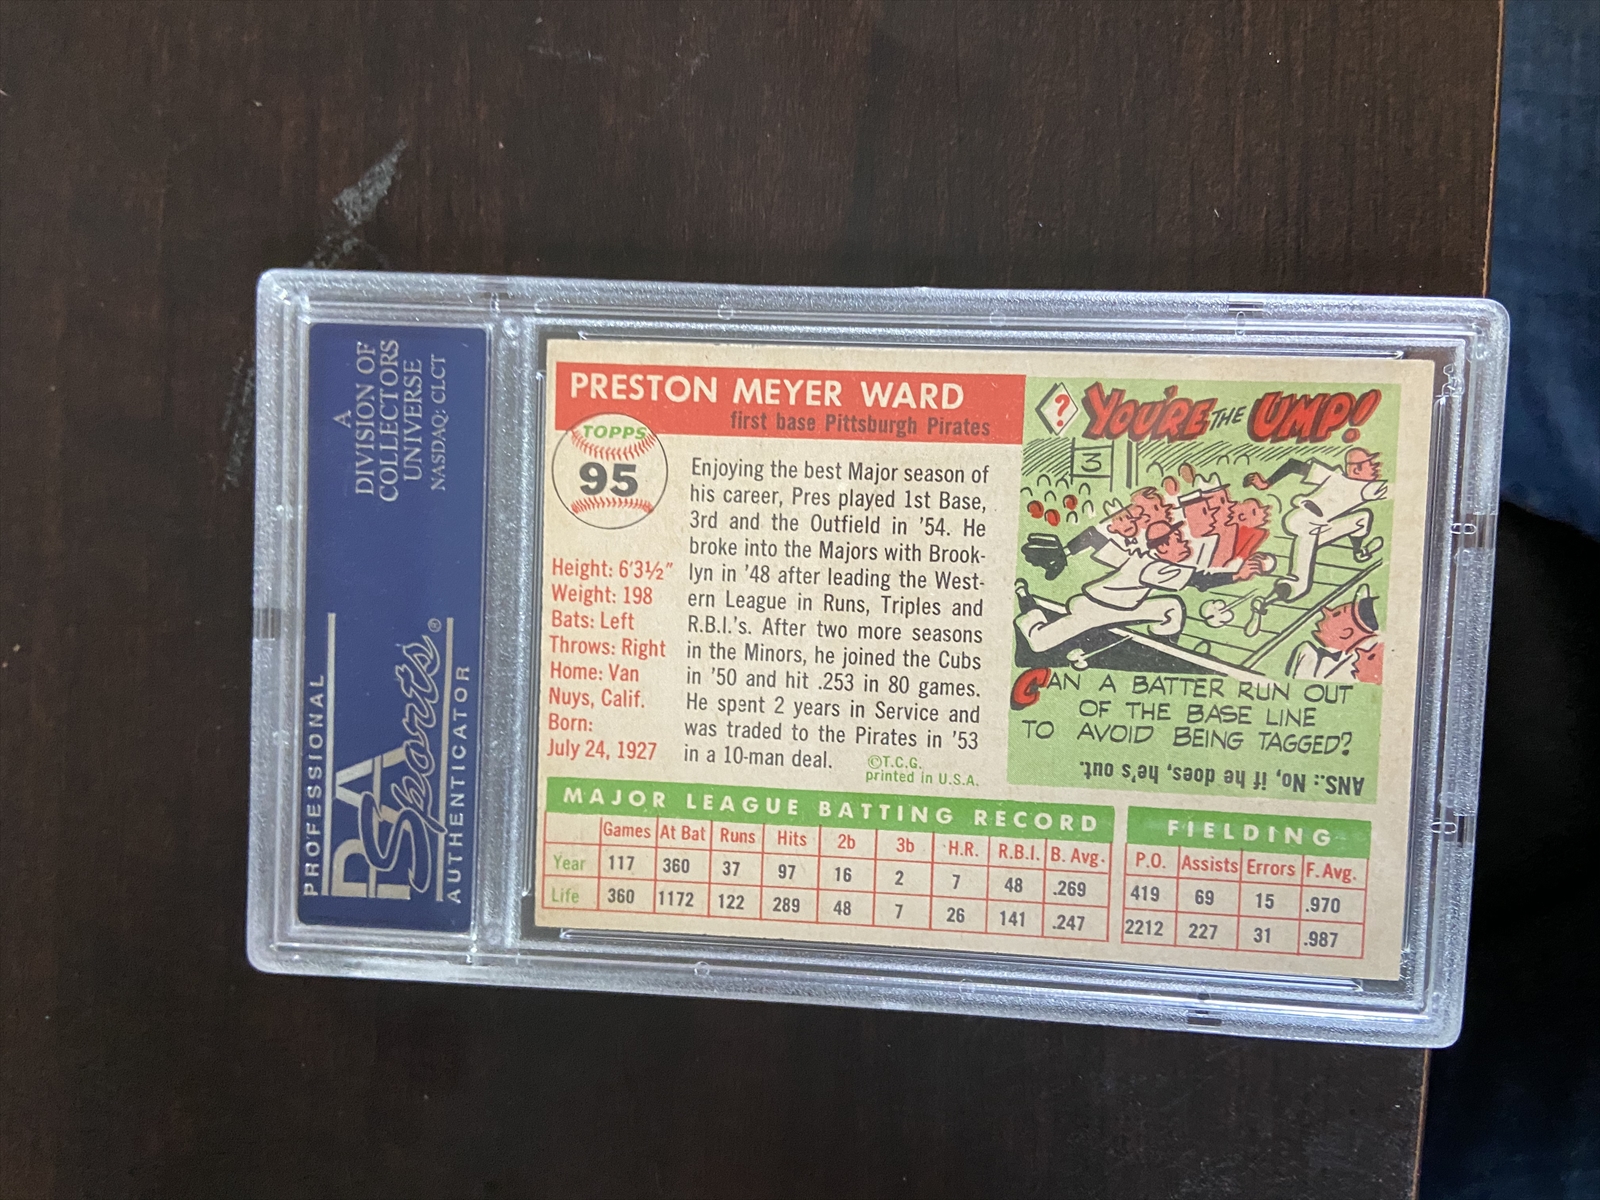 A
DIVISION OF
COLLECTORS
UNIVERSE
NASDAQ: CLCT
PROFESSIONAL
PSA
Sports®
AUTHENTICATOR
PRESTON MEYER WARD
first base Pittsburgh Pirates
TOPPS
95
Height: 6'3½"
Weight: 198
Bats: Left
Throws: Right
Home: Van
Nuys, Calif.
Born:
July 24, 1927
Enjoying the best Major season of
his career, Pres played 1st Base,
3rd and the Outfield in '54. He
broke into the Majors with Brook-
lyn in '48 after leading the West-
ern League in Runs, Triples and
R.B.I.'s. After two more seasons
in the Minors, he joined the Cubs
in '50 and hit .253 in 80 games.
He spent 2 years in Service and
was traded to the Pirates in '53
in a 10-man deal.
©T.C.G.
printed in U.S.A.
? YOU'RE THE UMP!
3
CAN A BATTER RUN OUT
OF THE BASE LINE
TO AVOID BEING TAGGED?
ANS.: No, if he does, he's out.
MAJOR LEAGUE BATTING RECORD
Games At Bat Runs Hits 2b 3b H.R. R.B.I. B. Avg.
Year 117 360 37 97 16 2 7 48 .269
Life 360 1172 122 289 48 7 26 141 .247
FIELDING
P.O. Assists Errors F. Avg.
419 69 15 .970
2212 227 31 .987